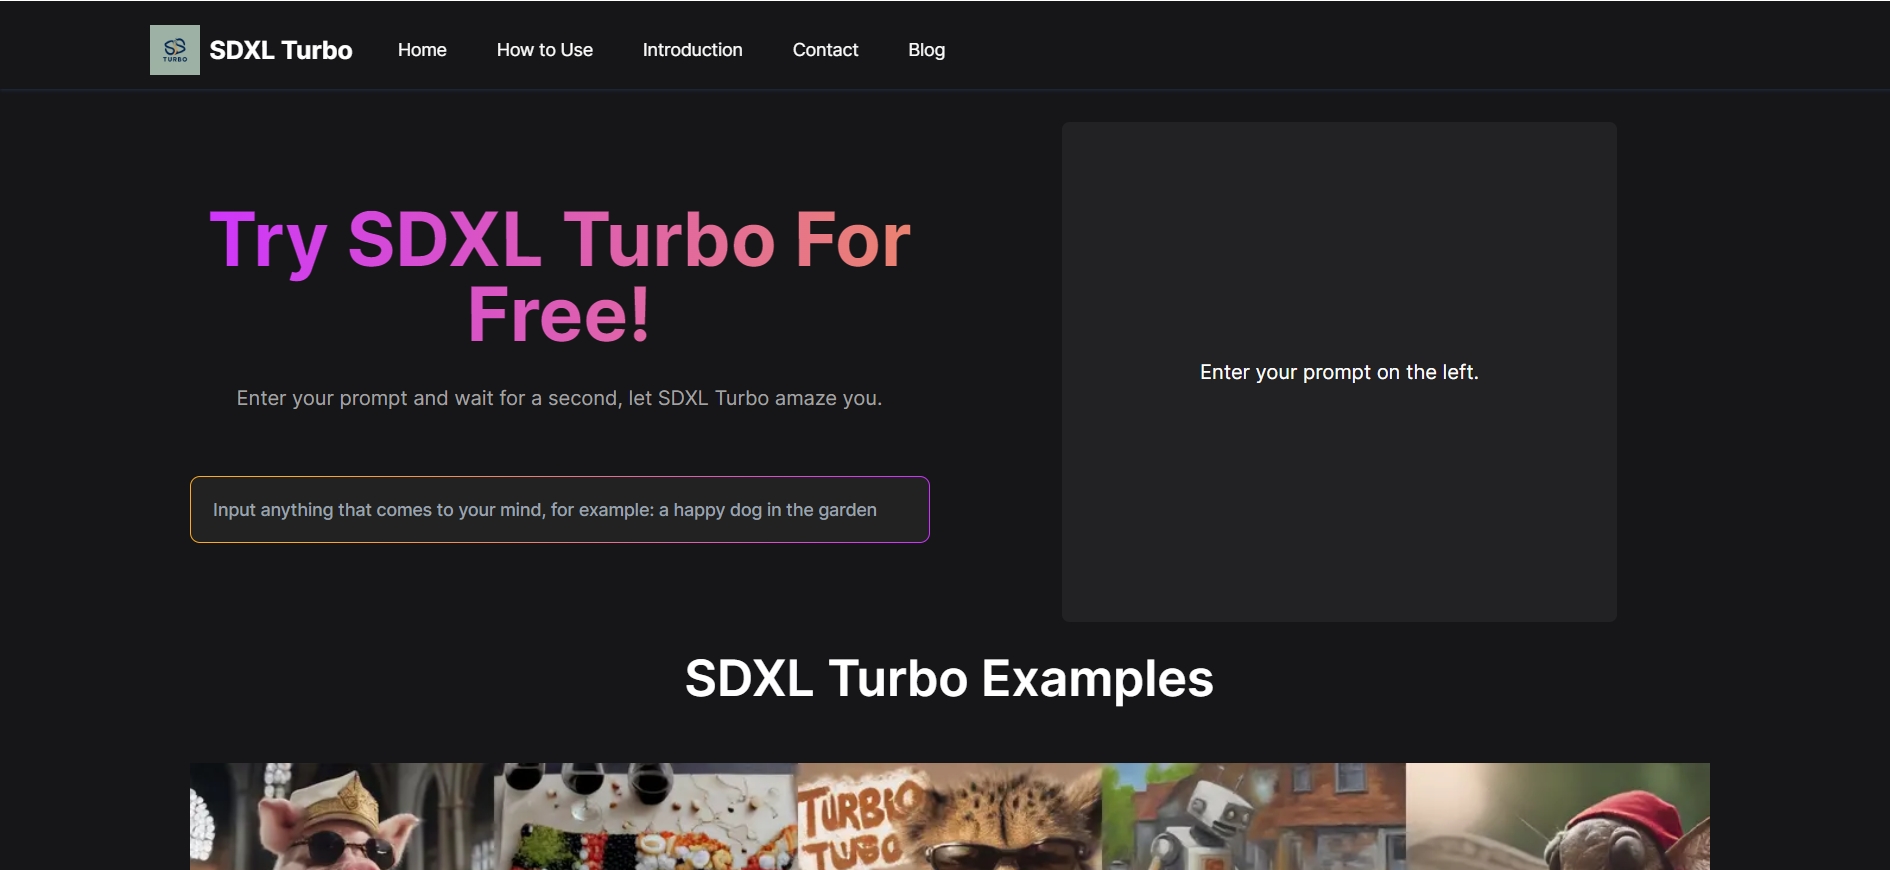 TURBO
SDXL Turbo
Home
How to Use
Introduction
Contact
Blog
Try SDXL Turbo For
Free!
Enter your prompt and wait for a second, let SDXL Turbo amaze you.
Input anything that comes to your mind, for example: a happy dog in the garden
Enter your prompt on the left.
SDXL Turbo Examples
TURBO
TUBO